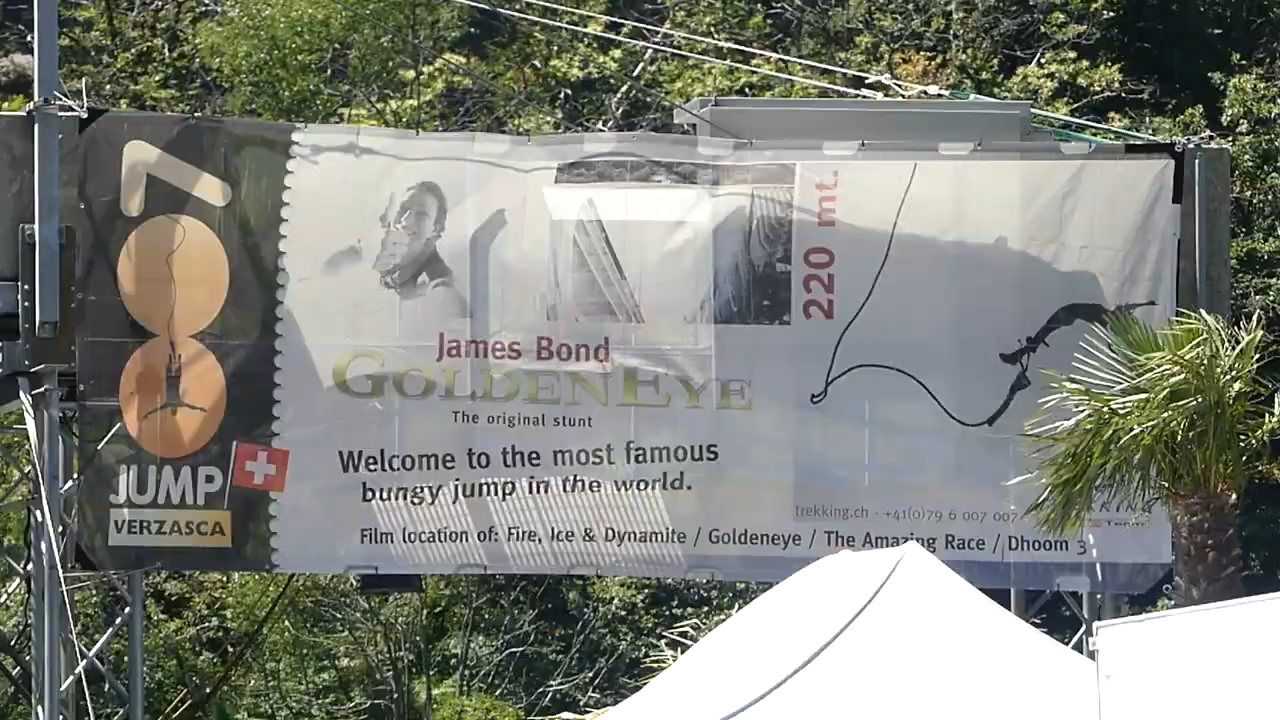 007
JUMP
VERZASCA
James Bond
GOLDENEYE
The original stunt
Welcome to the most famous
bungy jump in the world.
220 mt.
trekking.ch - +41(0)79 6 007 007
Film location of: Fire, Ice & Dynamite / Goldeneye / The Amazing Race / Dhoom 3